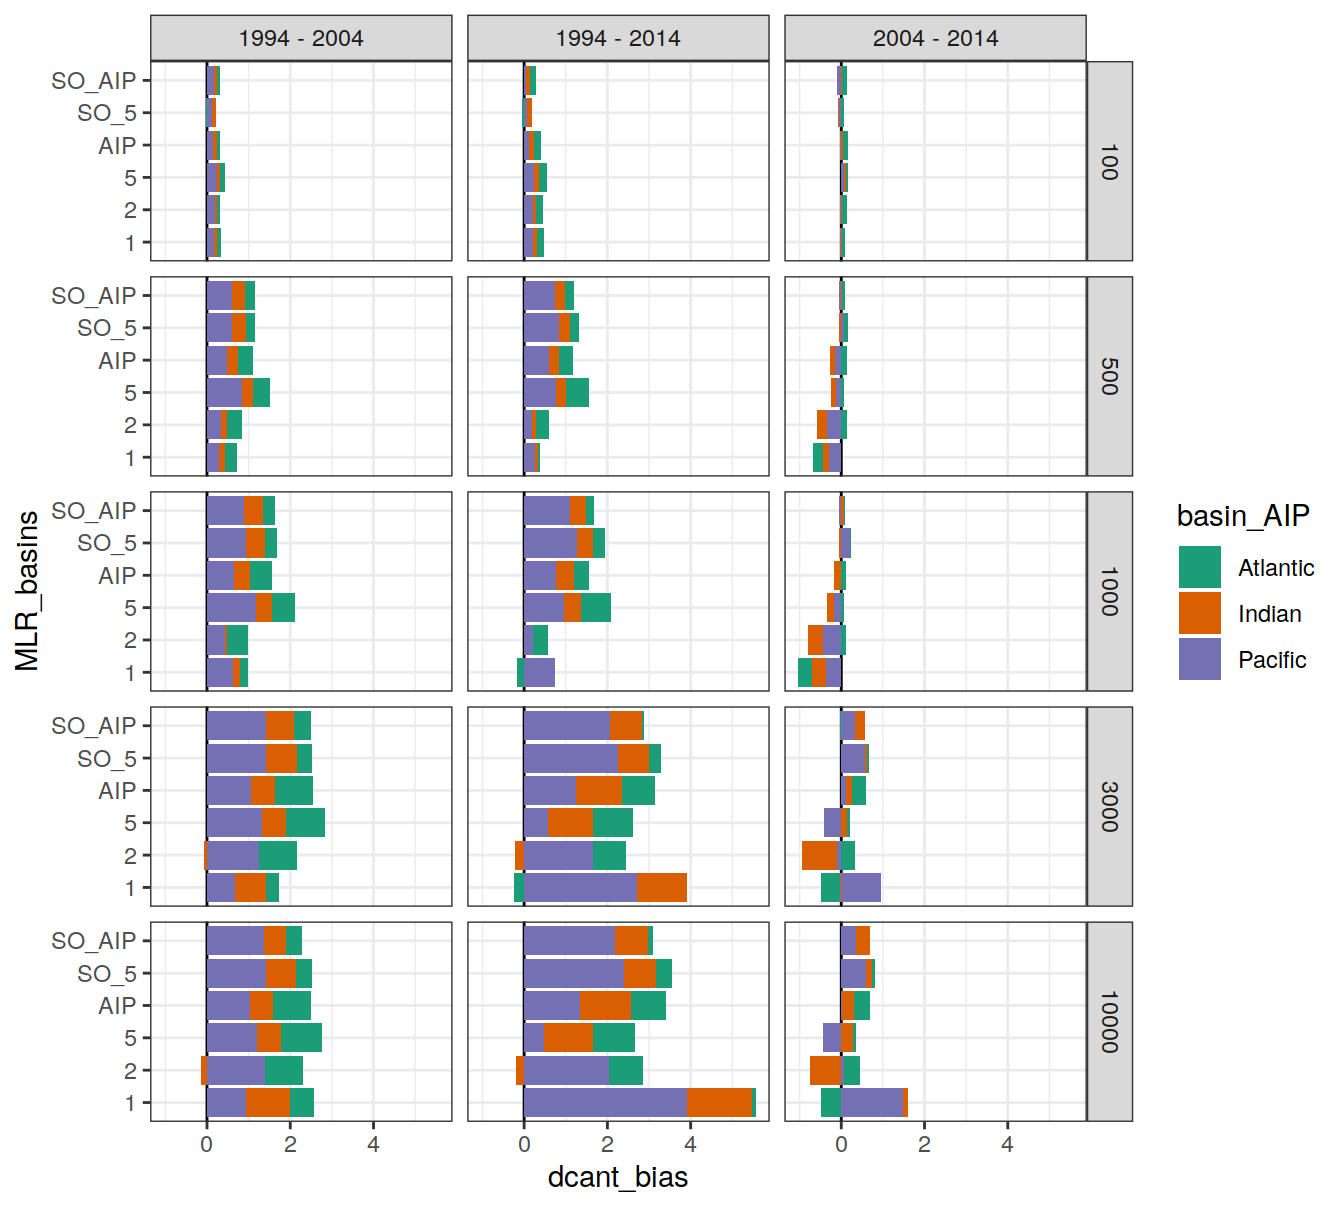 1994 - 2004 1994 - 2014 2004 - 2014
SO_AIP
SO_5
AIP
5
2
1
100
SO_AIP
SO_5
AIP
5
2
1
500
SO_AIP
SO_5
AIP
5
2
1
1000
SO_AIP
SO_5
AIP
5
2
1
3000
SO_AIP
SO_5
AIP
5
2
1
10000
0 2 4 0 2 4 0 2 4
dcant_bias
MLR_basins
basin_AIP
Atlantic
Indian
Pacific